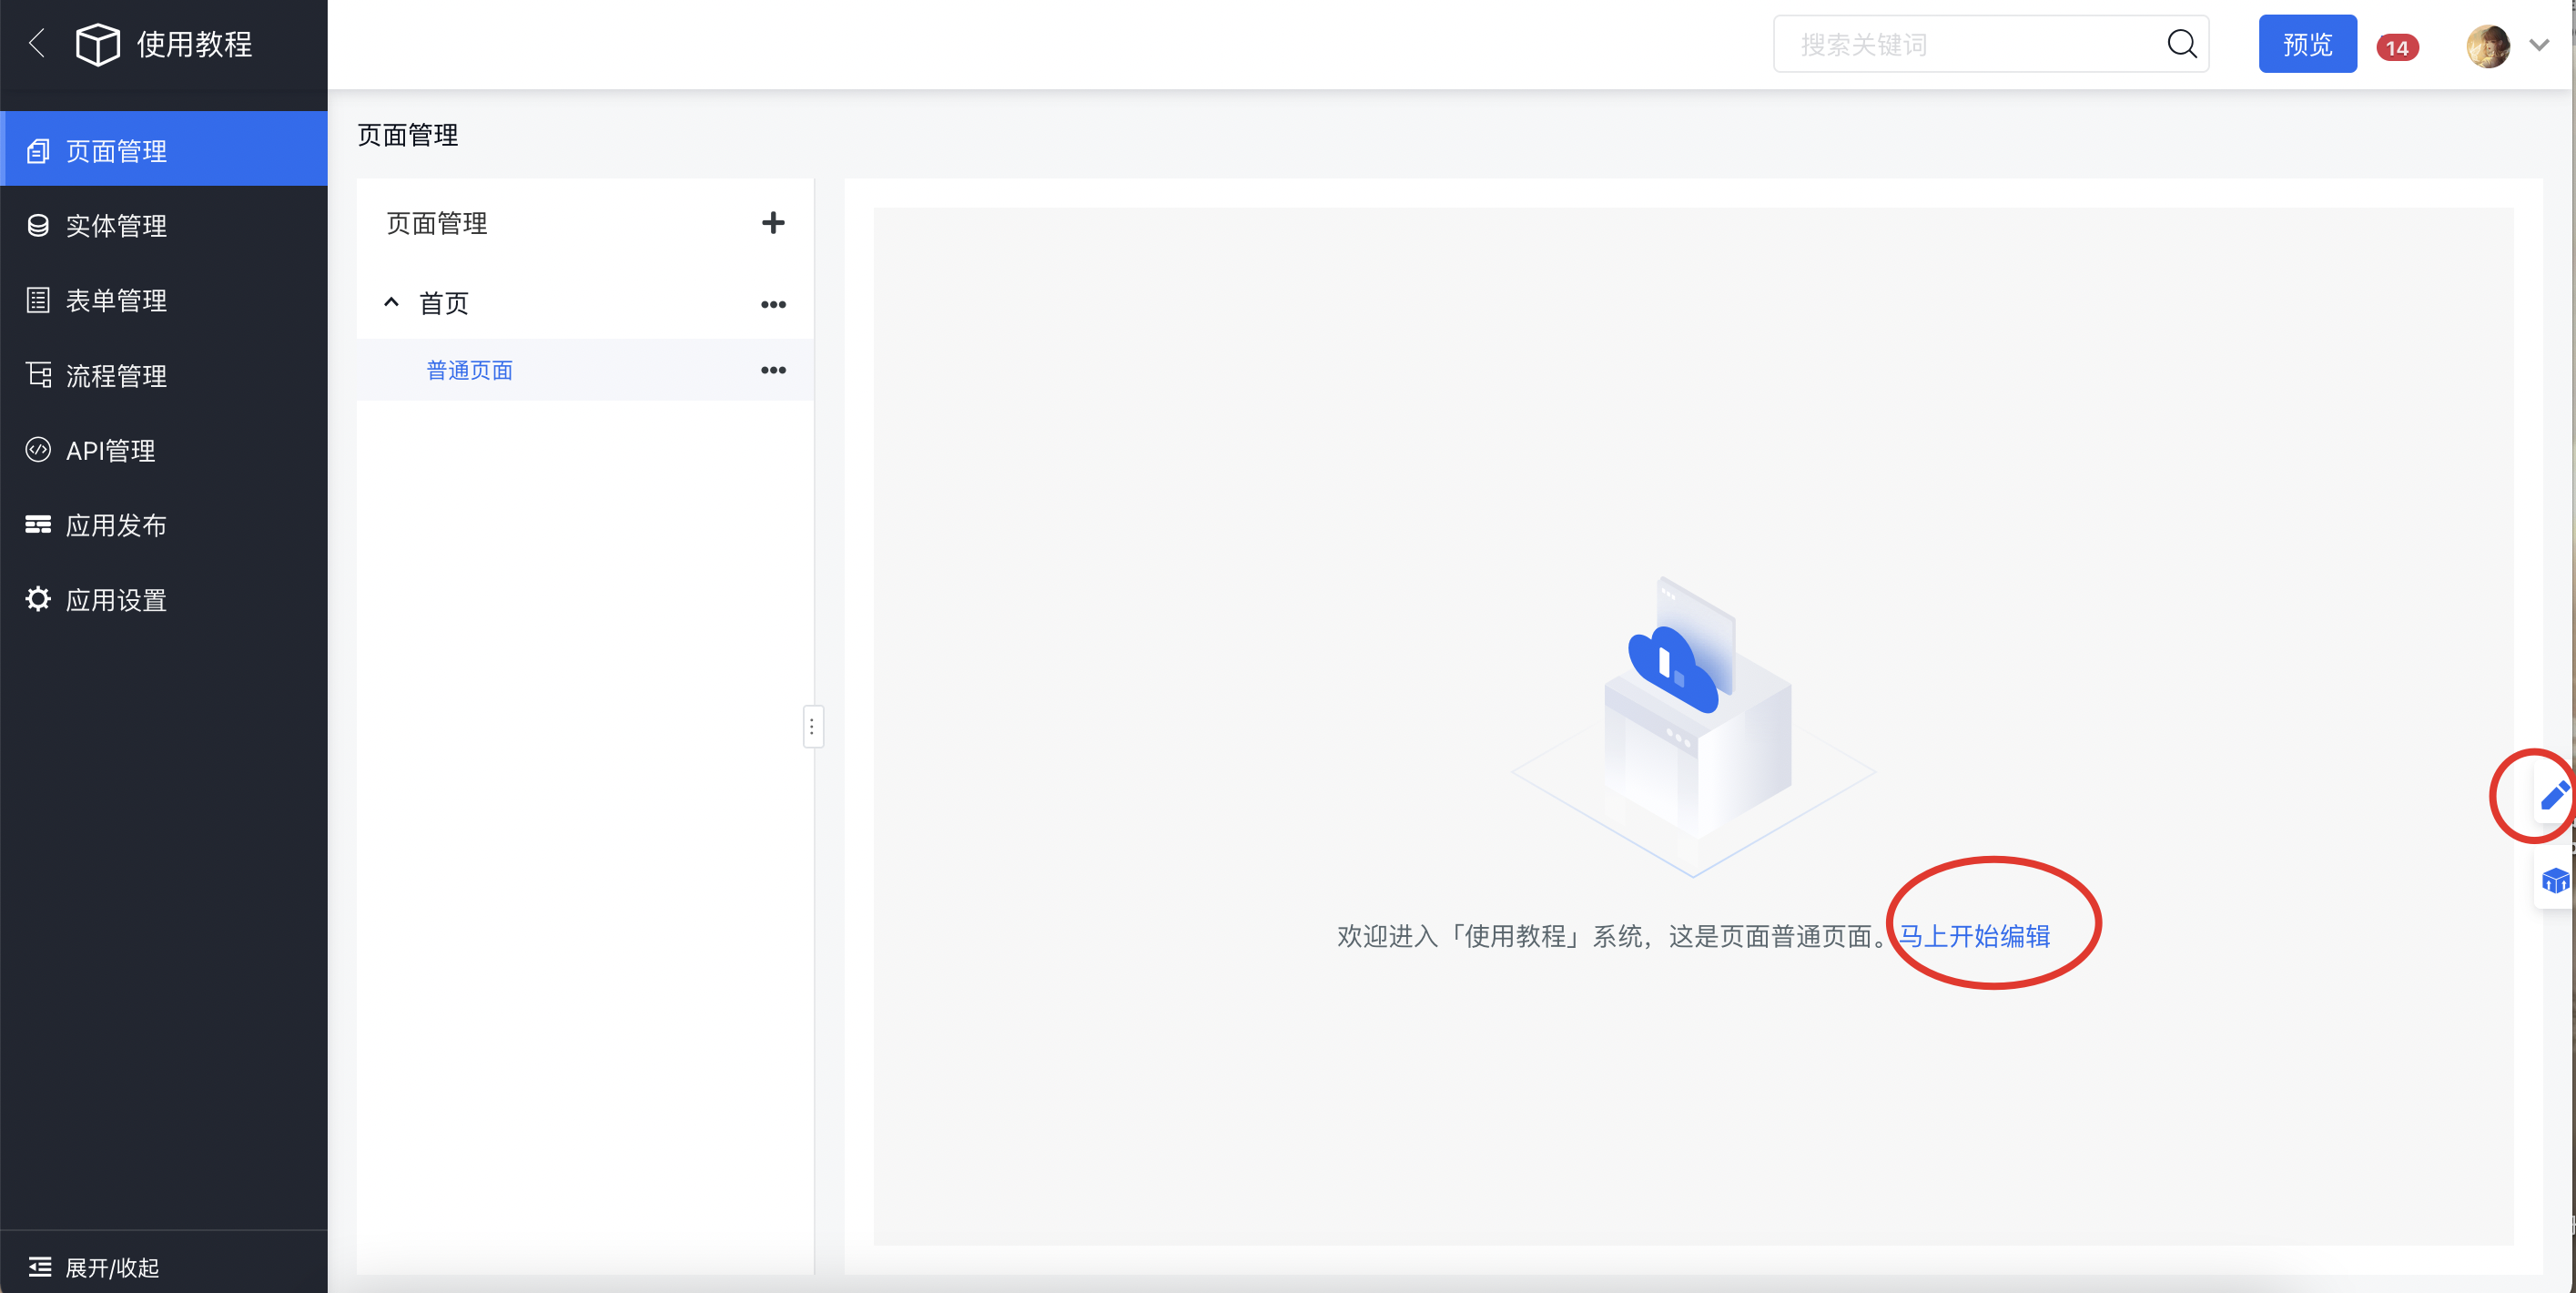 使用教程
搜索关键词
预览
14
页面管理
实体管理
表单管理
流程管理
API管理
应用发布
应用设置
展开/收起
页面管理
页面管理
首页
普通页面
欢迎进入「使用教程」系统，这是页面普通页面。马上开始编辑